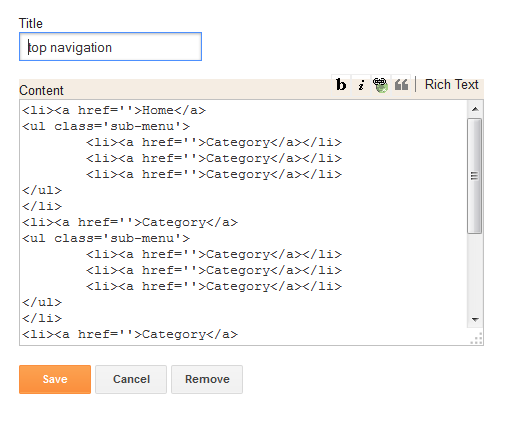 Title
top navigation
Content
b i Rich Text
<li><a href=''>Home</a>
<ul class='sub-menu'>
<li><a href=''>Category</a></li>
<li><a href=''>Category</a></li>
<li><a href=''>Category</a></li>
</ul>
</li>
<li><a href=''>Category</a>
<ul class='sub-menu'>
<li><a href=''>Category</a></li>
<li><a href=''>Category</a></li>
<li><a href=''>Category</a></li>
</ul>
</li>
<li><a href=''>Category</a>
Save Cancel Remove